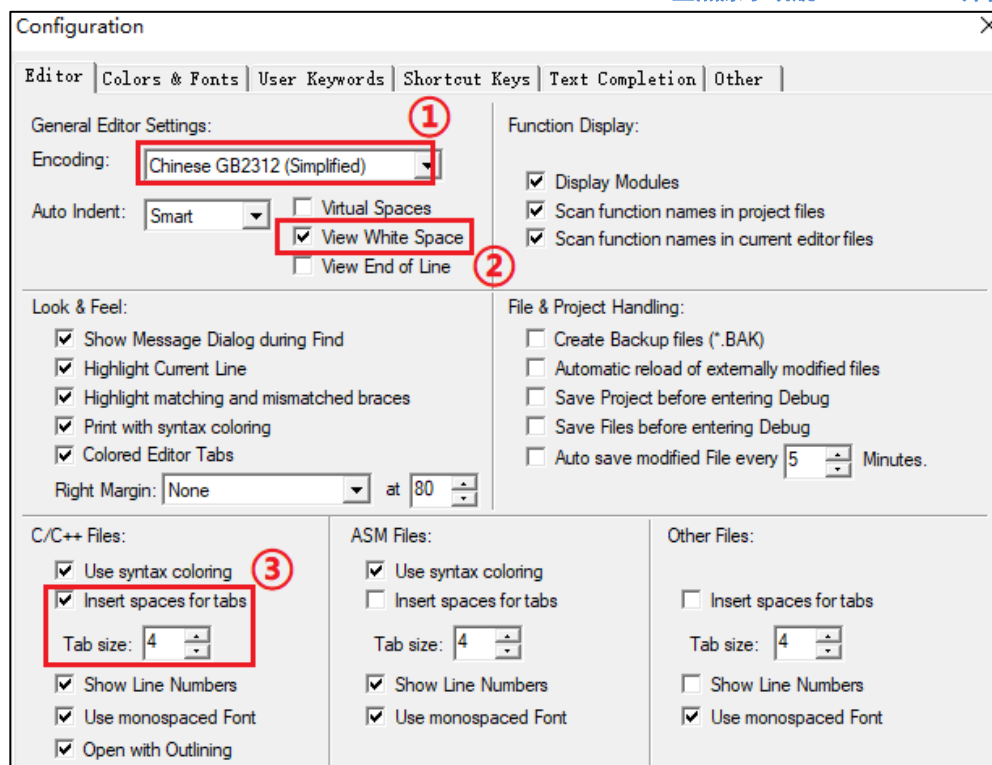 Configuration
Editor Colors & Fonts User Keywords Shortcut Keys Text Completion Other
General Editor Settings:
①
Encoding: Chinese GB2312 (Simplified)
Auto Indent: Smart
Virtual Spaces
View White Space
View End of Line
②
Function Display:
Display Modules
Scan function names in project files
Scan function names in current editor files
Look & Feel:
Show Message Dialog during Find
Highlight Current Line
Highlight matching and mismatched braces
Print with syntax coloring
Colored Editor Tabs
Right Margin: None at 80
File & Project Handling:
Create Backup files (*.BAK)
Automatic reload of externally modified files
Save Project before entering Debug
Save Files before entering Debug
Auto save modified File every 5 Minutes.
C/C++ Files:
Use syntax coloring
③
Insert spaces for tabs
Tab size: 4
Show Line Numbers
Use monospaced Font
Open with Outlining
ASM Files:
Use syntax coloring
Insert spaces for tabs
Tab size: 4
Show Line Numbers
Use monospaced Font
Other Files:
Insert spaces for tabs
Tab size: 4
Show Line Numbers
Use monospaced Font